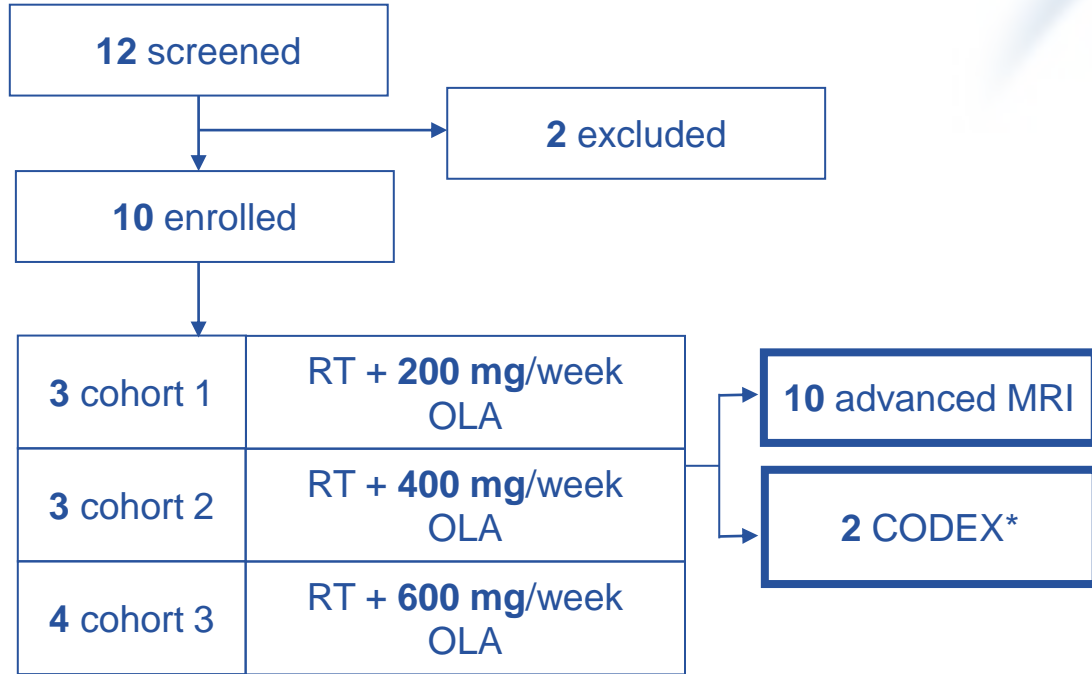 12 screened
2 excluded
10 enrolled
3 cohort 1
RT + 200 mg/week
OLA
10 advanced MRI
3 cohort 2
RT + 400 mg/week
OLA
2 CODEX*
4 cohort 3
RT + 600 mg/week
OLA